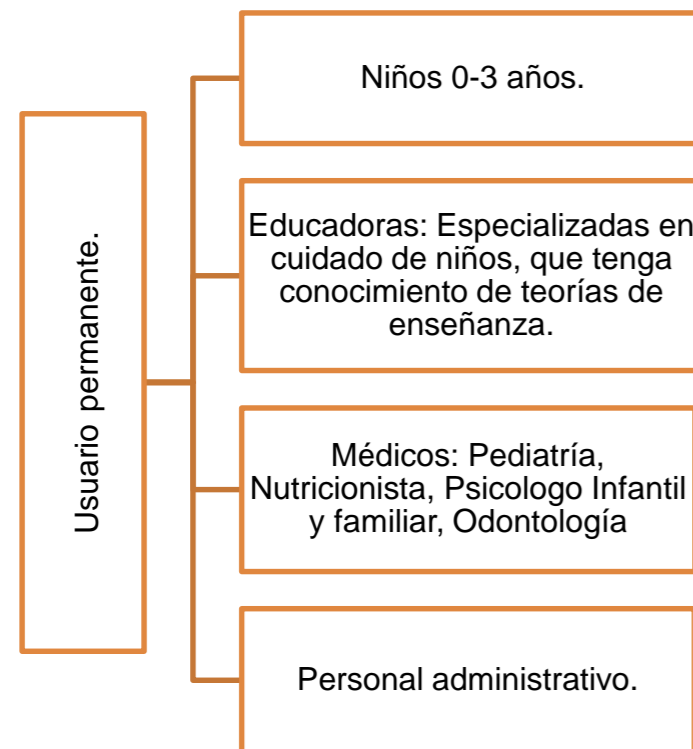 Usuario permanente.
Niños 0-3 años.
Educadoras: Especializadas en
cuidado de niños, que tenga
conocimiento de teorías de
enseñanza.
Médicos: Pediatría,
Nutricionista, Psicologo Infantil
y familiar, Odontología
Personal administrativo.